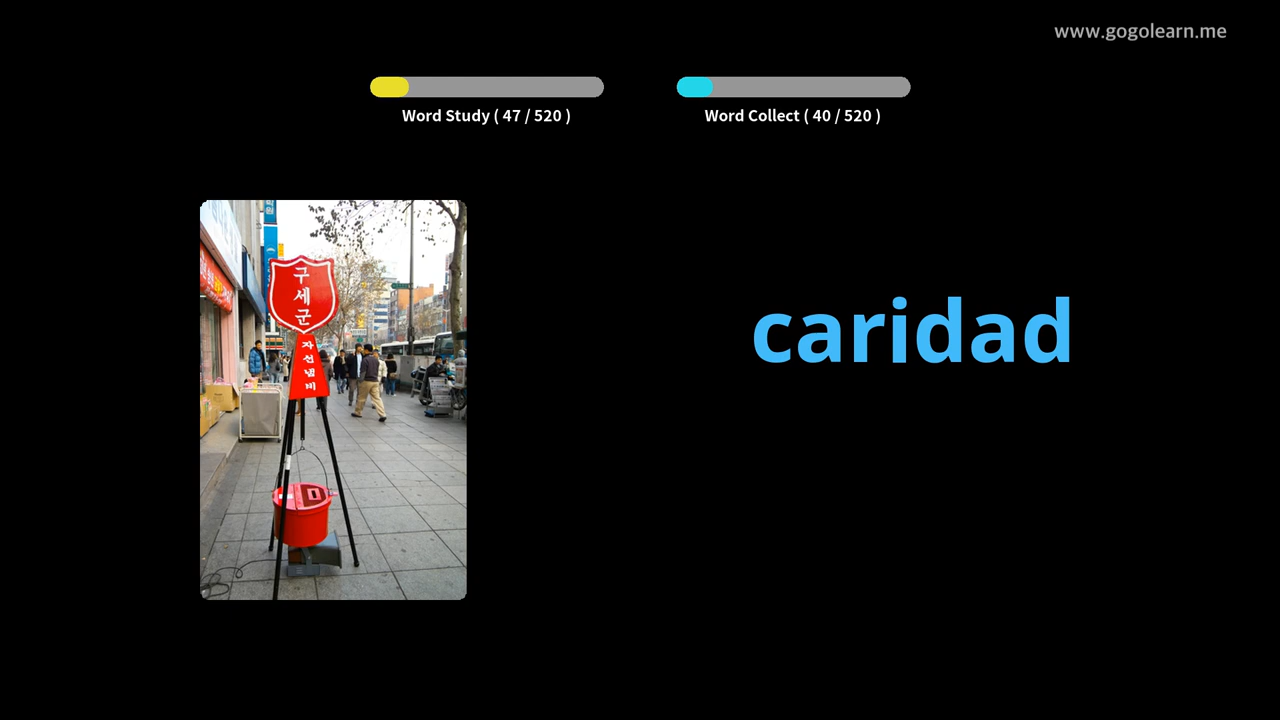 www.gogolearn.me
Word Study ( 47 / 520 )
Word Collect ( 40 / 520 )
구
세
군
자
선
냄
비
caridad